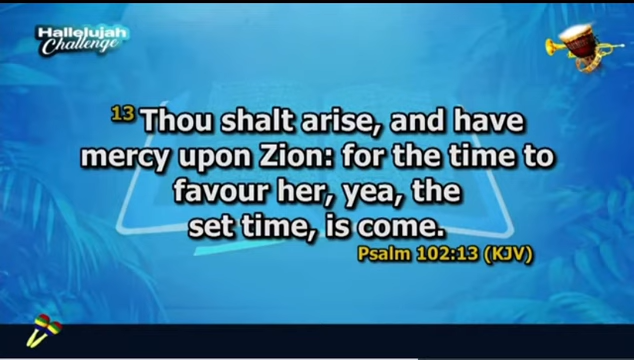 Hallelujah
Challenge
13 Thou shalt arise, and have
mercy upon Zion: for the time to
favour her, yea, the
set time, is come.
Psalm 102:13 (KJV)